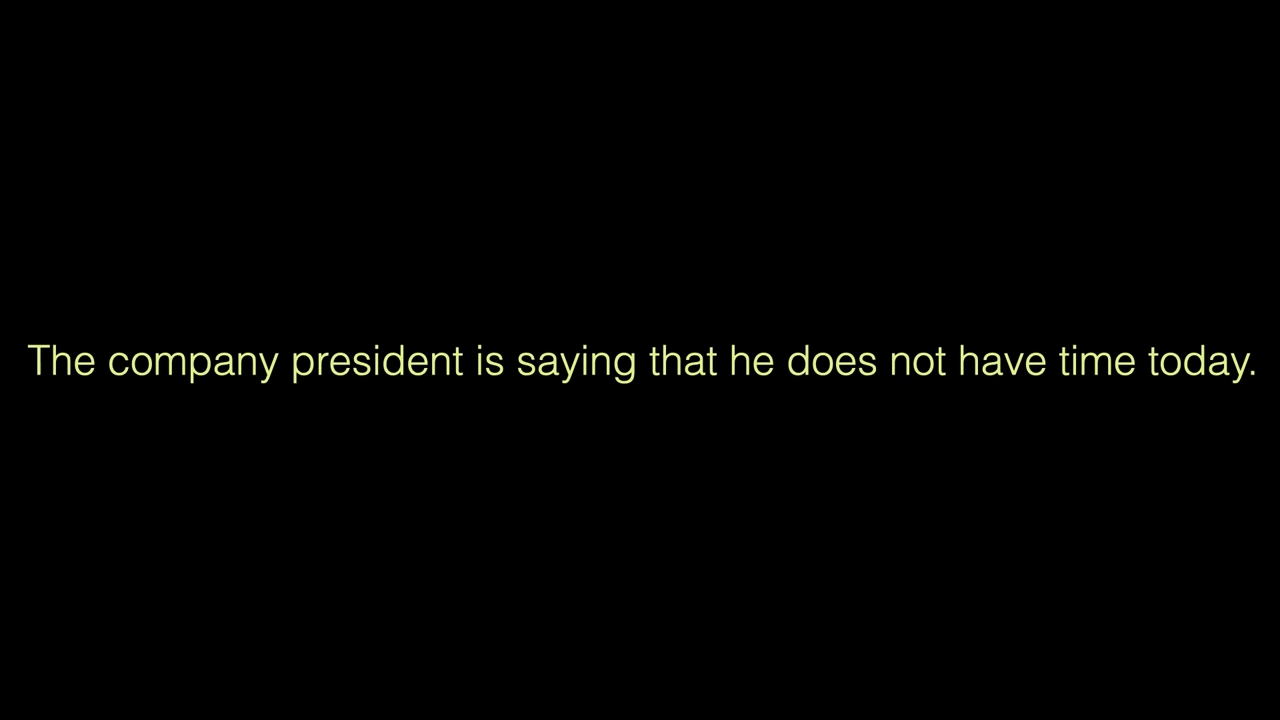 The company president is saying that he does not have time today.